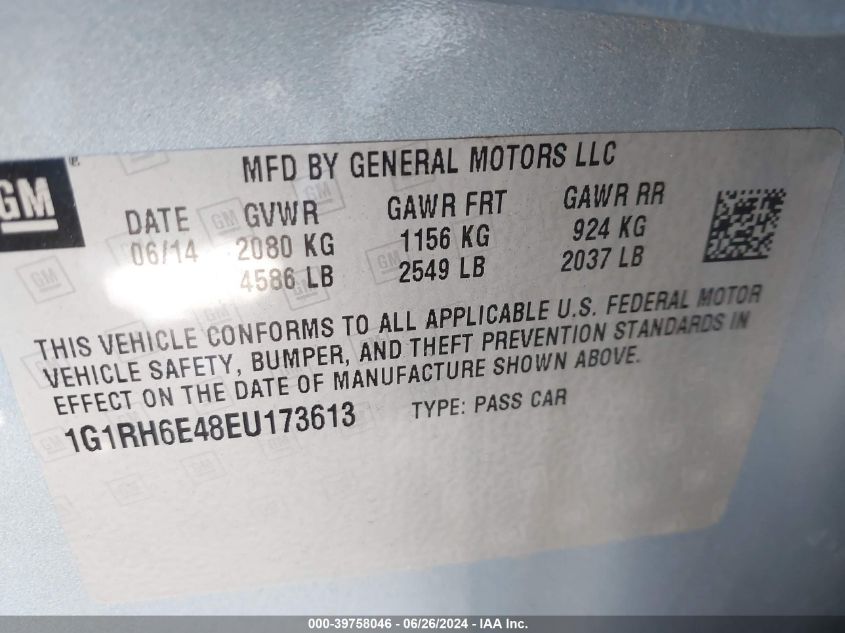 GM
MFD BY GENERAL MOTORS LLC
DATE GVWR GAWR FRT GAWR RR
06/14 2080 KG 1156 KG 924 KG
4586 LB 2549 LB 2037 LB
THIS VEHICLE CONFORMS TO ALL APPLICABLE U.S. FEDERAL MOTOR
VEHICLE SAFETY, BUMPER, AND THEFT PREVENTION STANDARDS IN
EFFECT ON THE DATE OF MANUFACTURE SHOWN ABOVE.
1G1RH6E48EU173613 TYPE: PASS CAR
000-39758046 / 06/26/2024 - IAA Inc.